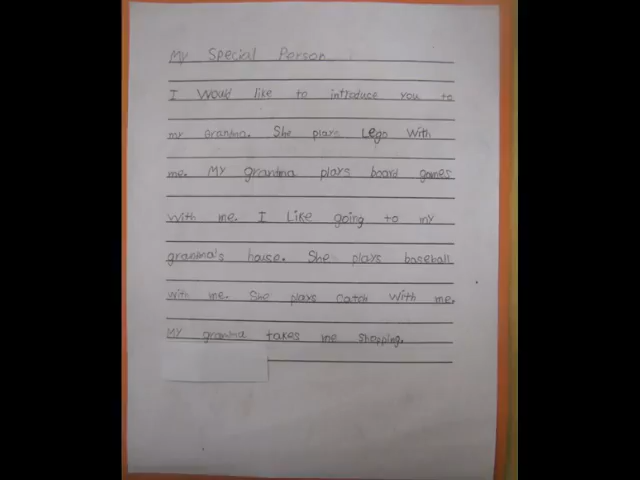 My Special Person
I would like to introduce you to
my Grandma. She plays Lego With
me. My grandma plays board games
with me. I Like going to my
grandma's house. She plays baseball
with me. She plays catch with me.
My grandma takes me shopping.